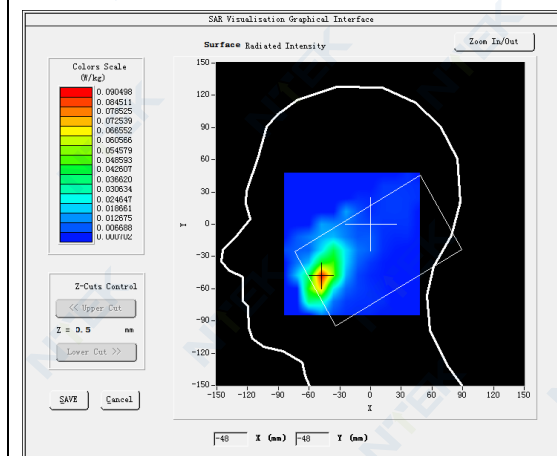 SAR Visualisation Graphical Interface
Surface Radiated Intensity
Zoom In/Out
Colors Scale
(W/kg)
0.090498
0.084511
0.078525
0.072539
0.066552
0.060566
0.054579
0.048593
0.042607
0.036620
0.030634
0.024647
0.018661
0.012675
0.006688
0.000702
150
120
90
60
30
0
-30
-60
-90
-120
-150
Y
-150 -120 -90 -60 -30 0 30 60 90 120 150
X
Z-Cuts Control
<< Upper Cut
Z = 0.5 mm
Lower Cut >>
SAVE Cancel
-48 X (mm) -48 Y (mm)
NTEK